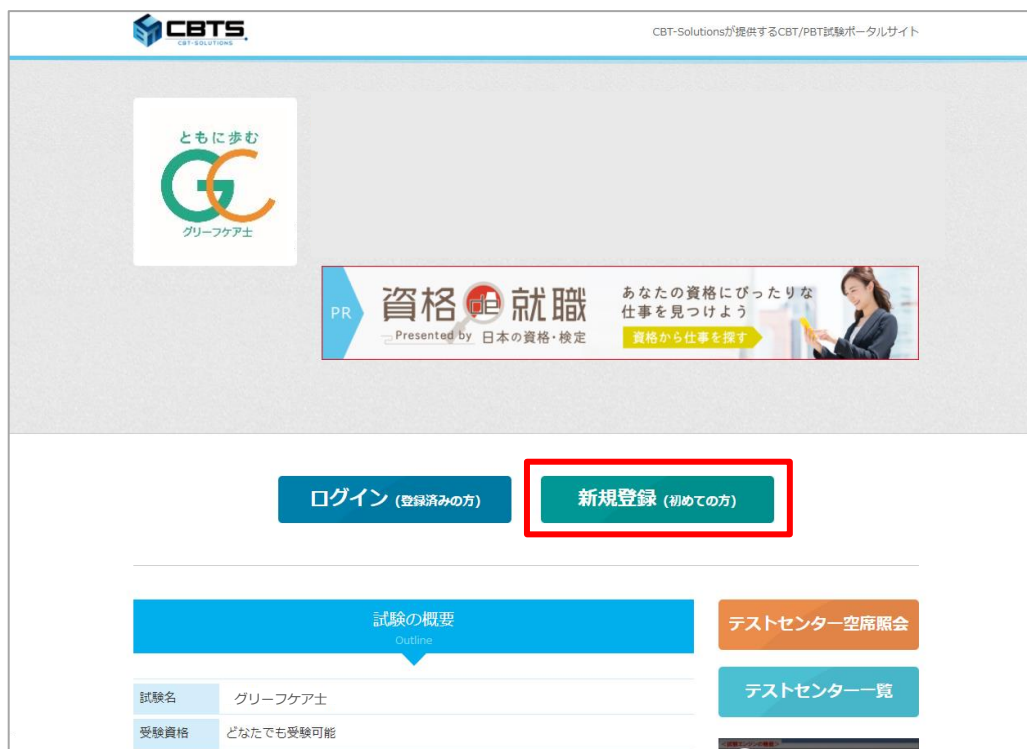 CBTS.
CBT-SOLUTIONS
CBT-Solutionsが提供するCBT/PBT試験ポータルサイト
ともに歩む
GC
グリーフケア士
PR
資格 就職
Presented by 日本の資格・検定
あなたの資格にぴったりな
仕事を見つけよう
資格から仕事を探す
ログイン (登録済みの方)
新規登録 (初めての方)
試験の概要
Outline
テストセンター空席照会
テストセンター一覧
試験名 グリーフケア士
受験資格 どなたでも受験可能